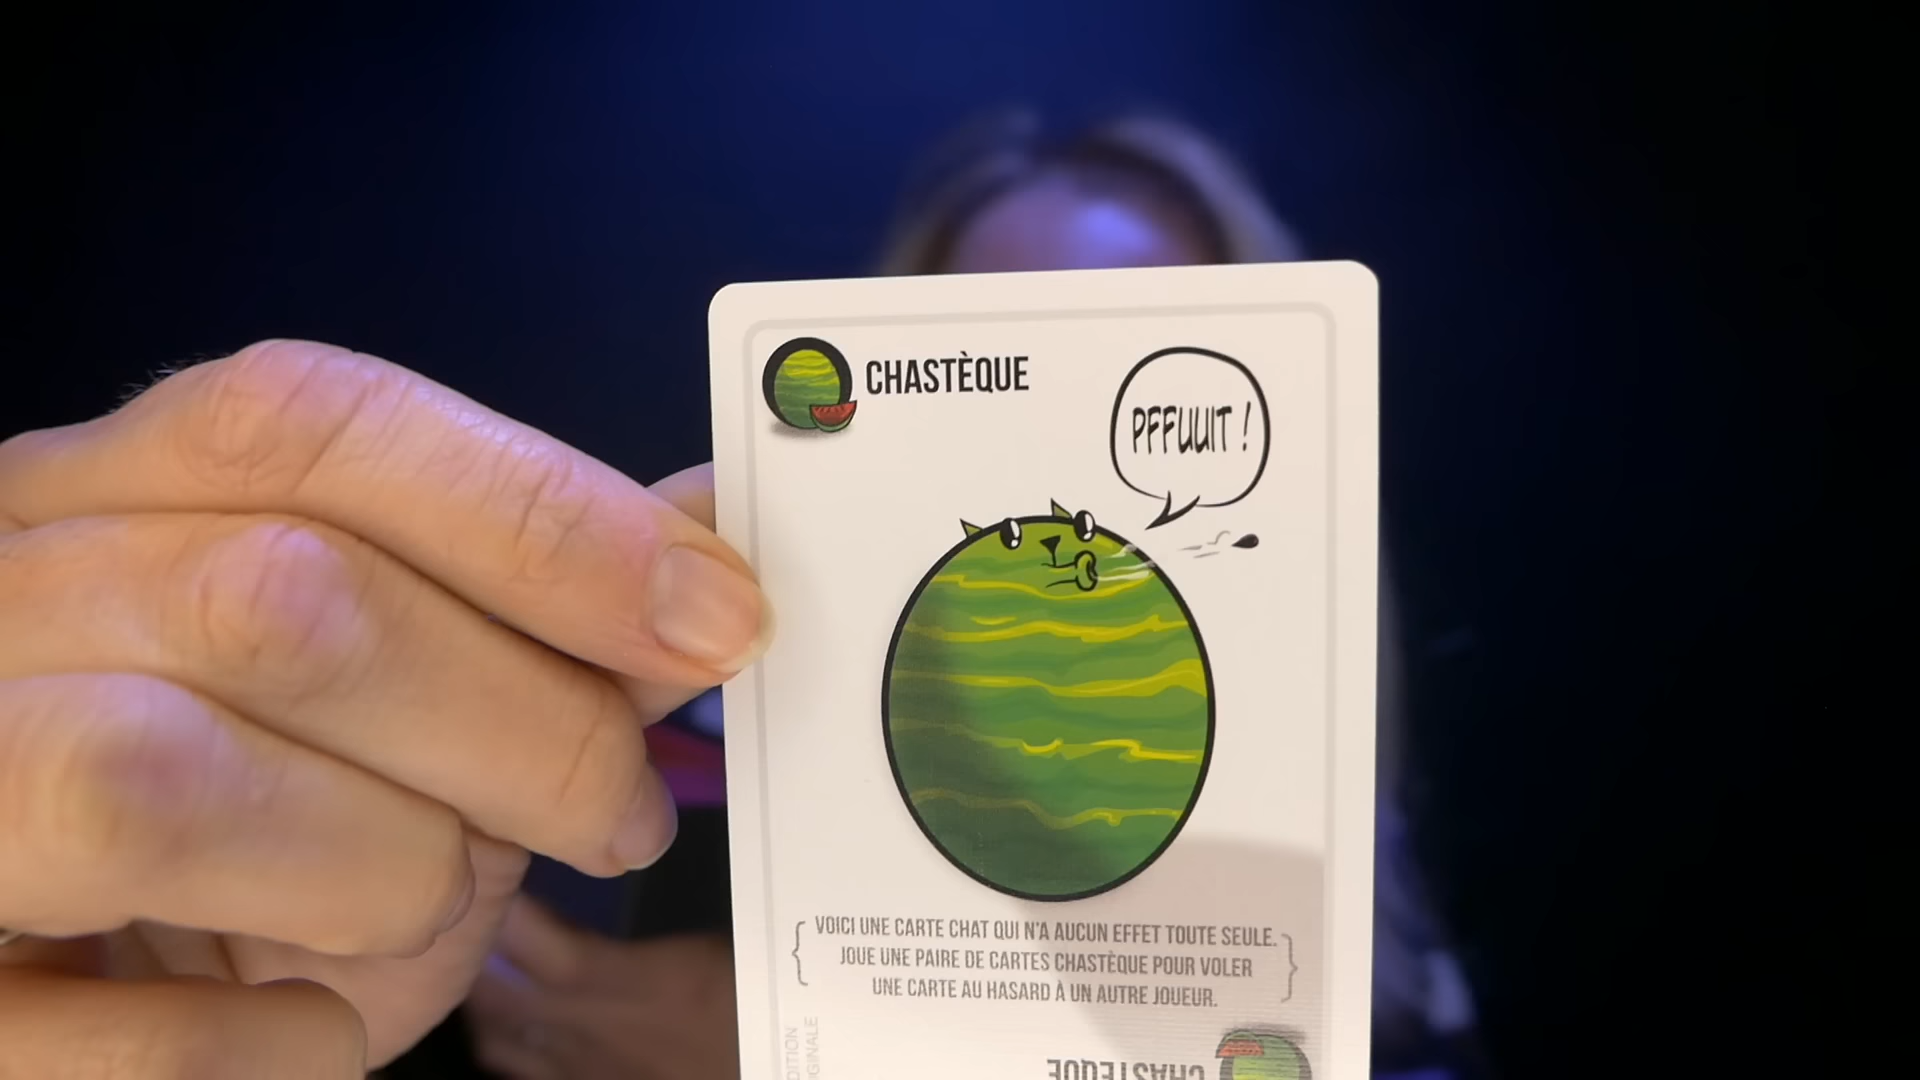 CHASTÈQUE
PFFUUIT !
VOICI UNE CARTE CHAT QUI N'A AUCUN EFFET TOUTE SEULE.
JOUE UNE PAIRE DE CARTES CHASTÈQUE POUR VOLER
UNE CARTE AU HASARD À UN AUTRE JOUEUR.
CHASTÈQUE